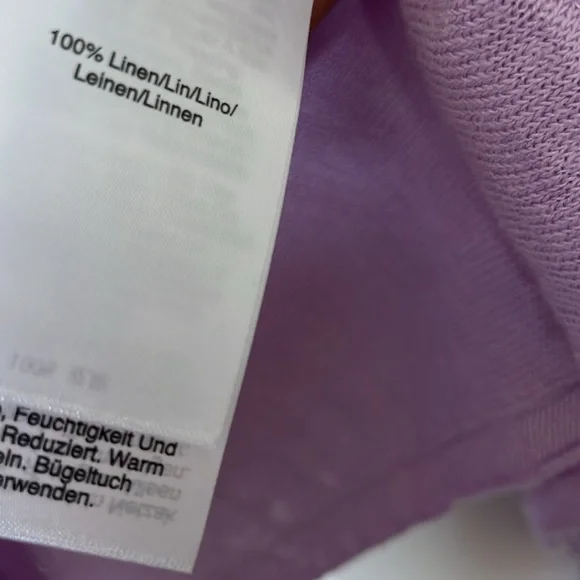 100% Linen/Lin/Lino/
Leinen/Linnen
, Feuchtigkeit Und
Reduziert. Warm
eln. Bügeltuch
erwenden.